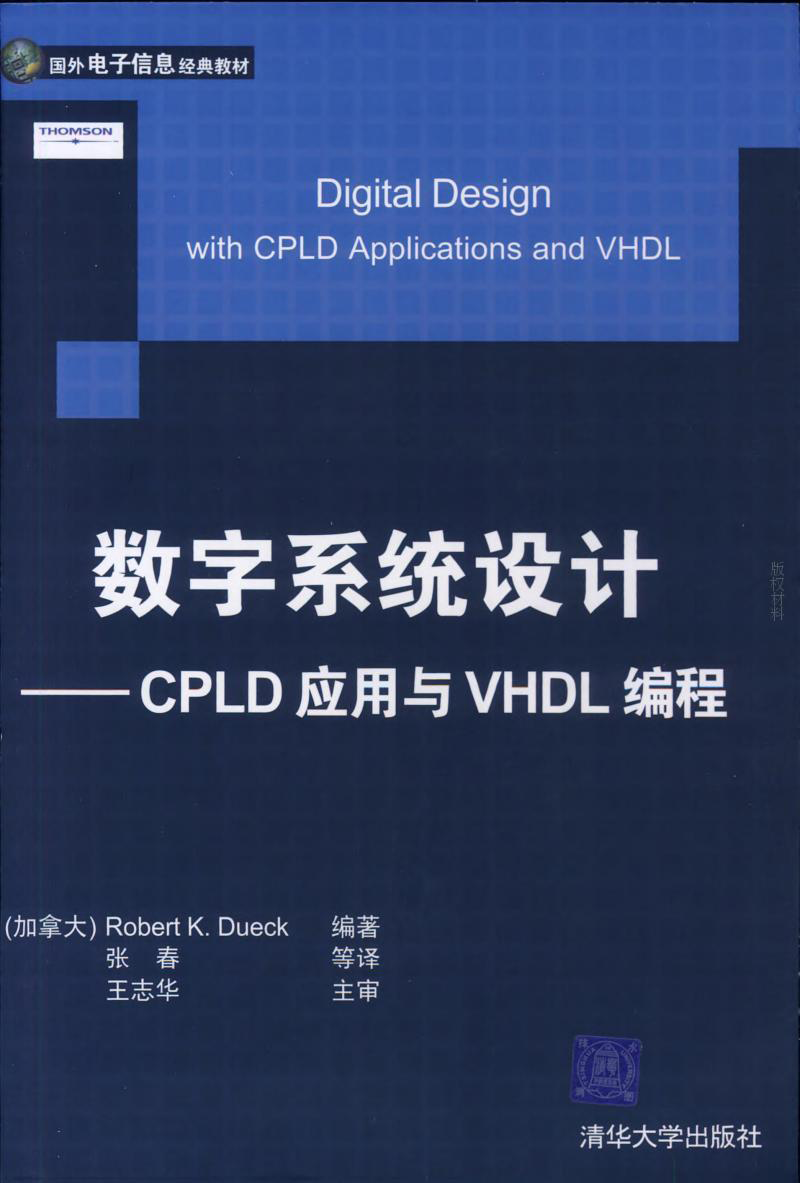 国外电子信息经典教材
THOMSON
Digital Design
with CPLD Applications and VHDL
数字系统设计
——CPLD 应用与 VHDL 编程
版权材料
(加拿大) Robert K. Dueck 编著
张 春 等译
王志华 主审
清华大学出版社